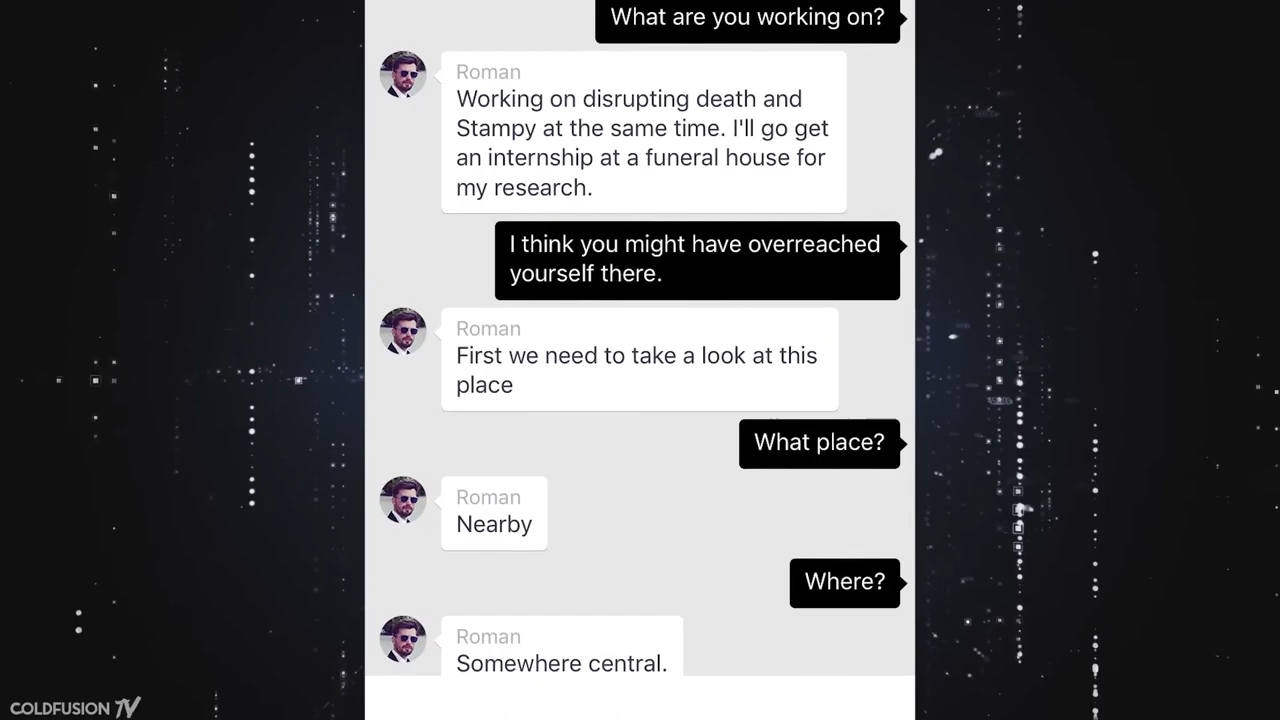 What are you working on?
Roman
Working on disrupting death and
Stampy at the same time. I'll go get
an internship at a funeral house for
my research.
I think you might have overreached
yourself there.
Roman
First we need to take a look at this
place
What place?
Roman
Nearby
Where?
Roman
Somewhere central.
COLDFUSION TV